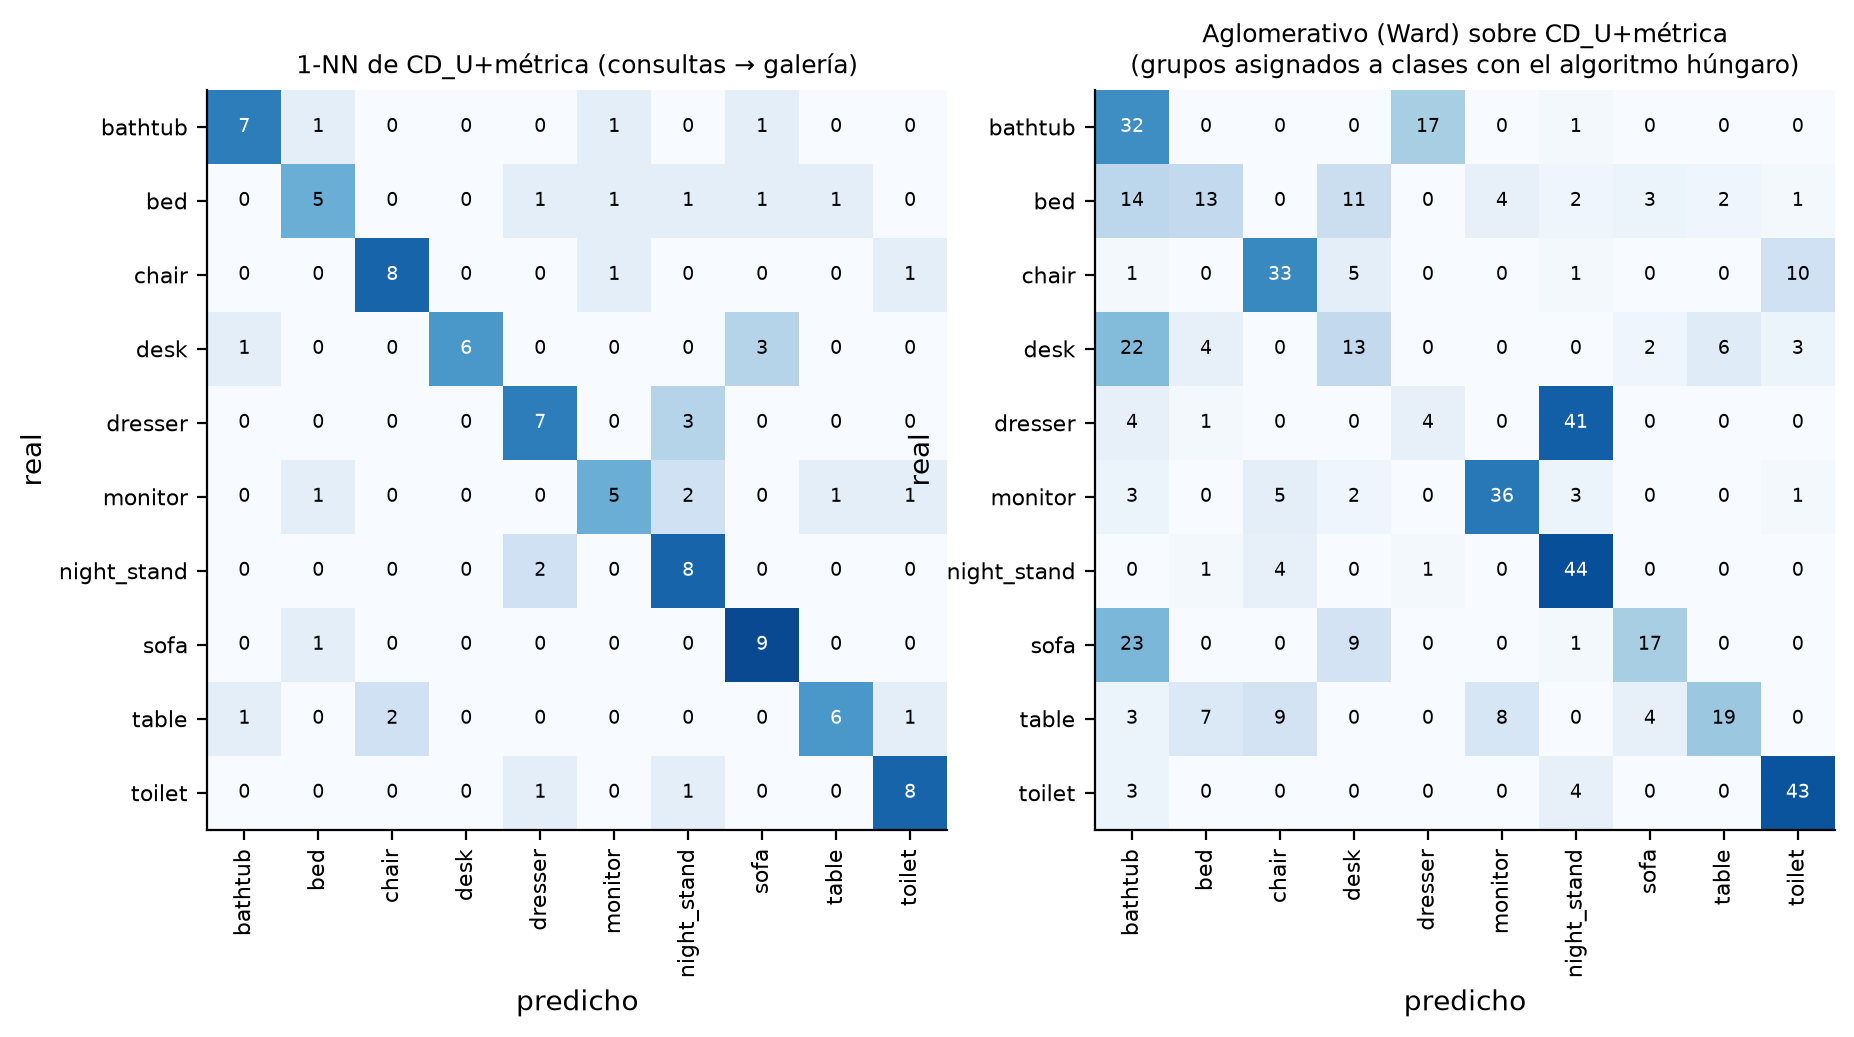 1-NN de CD_U+métrica (consultas → galería)
real
bathtub 7 1 0 0 0 1 0 1 0 0
bed 0 5 0 0 1 1 1 1 1 0
chair 0 0 8 0 0 1 0 0 0 1
desk 1 0 0 6 0 0 0 3 0 0
dresser 0 0 0 0 7 0 3 0 0 0
monitor 0 1 0 0 0 5 2 0 1 1
night_stand 0 0 0 0 2 0 8 0 0 0
sofa 0 1 0 0 0 0 0 9 0 0
table 1 0 2 0 0 0 0 0 6 1
toilet 0 0 0 0 1 0 1 0 0 8
bathtub bed chair desk dresser monitor night_stand sofa table toilet
predicho
Aglomerativo (Ward) sobre CD_U+métrica
(grupos asignados a clases con el algoritmo húngaro)
real
bathtub 32 0 0 0 17 0 1 0 0 0
bed 14 13 0 11 0 4 2 3 2 1
chair 1 0 33 5 0 0 1 0 0 10
desk 22 4 0 13 0 0 0 2 6 3
dresser 4 1 0 0 4 0 41 0 0 0
monitor 3 0 5 2 0 36 3 0 0 1
night_stand 0 1 4 0 1 0 44 0 0 0
sofa 23 0 0 9 0 0 1 17 0 0
table 3 7 9 0 0 8 0 4 19 0
toilet 3 0 0 0 0 0 4 0 0 43
bathtub bed chair desk dresser monitor night_stand sofa table toilet
predicho